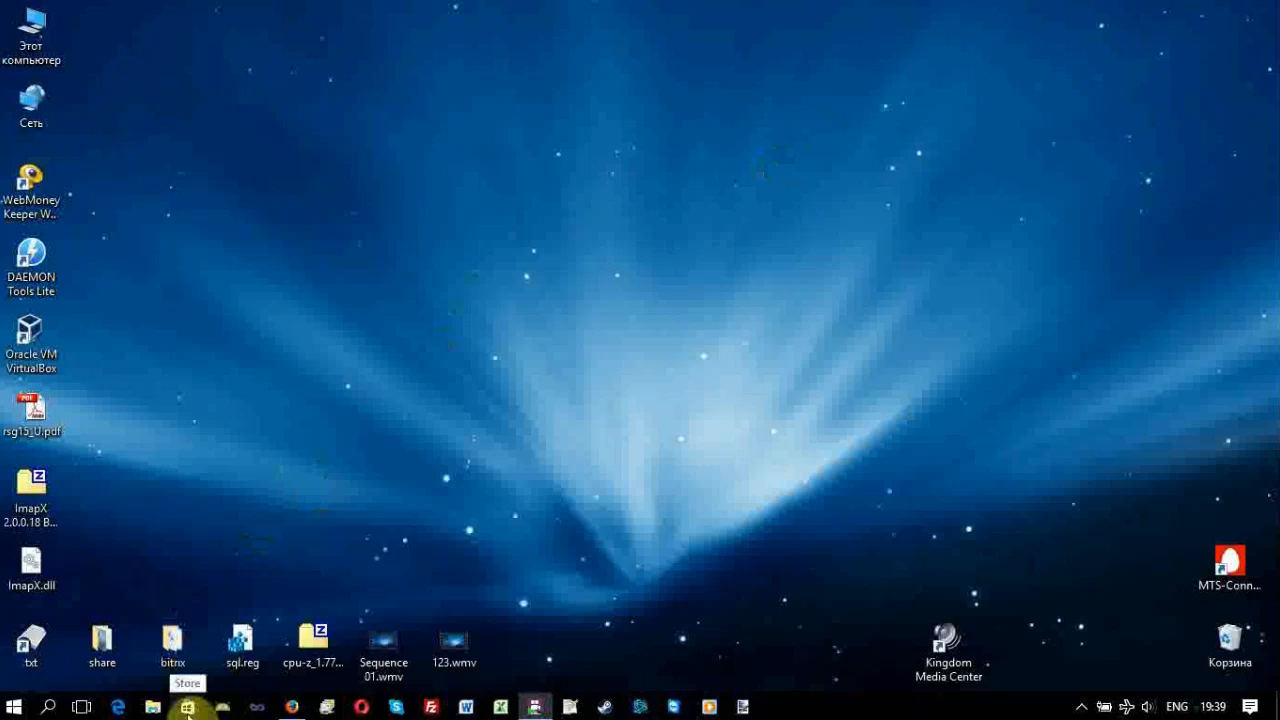 Этот
компьютер
Сеть
WebMoney
Keeper W...
DAEMON
Tools Lite
Oracle VM
VirtualBox
PDF
rsg15_U.pdf
Z
ImapX
2.0.0.18 B...
ImapX.dll
txt
share
bitrix
sql.reg
Z
cpu-z_1.77...
Sequence
01.wmv
123.wmv
Kingdom
Media Center
MTS-Conn...
Корзина
Store
ENG
19:39